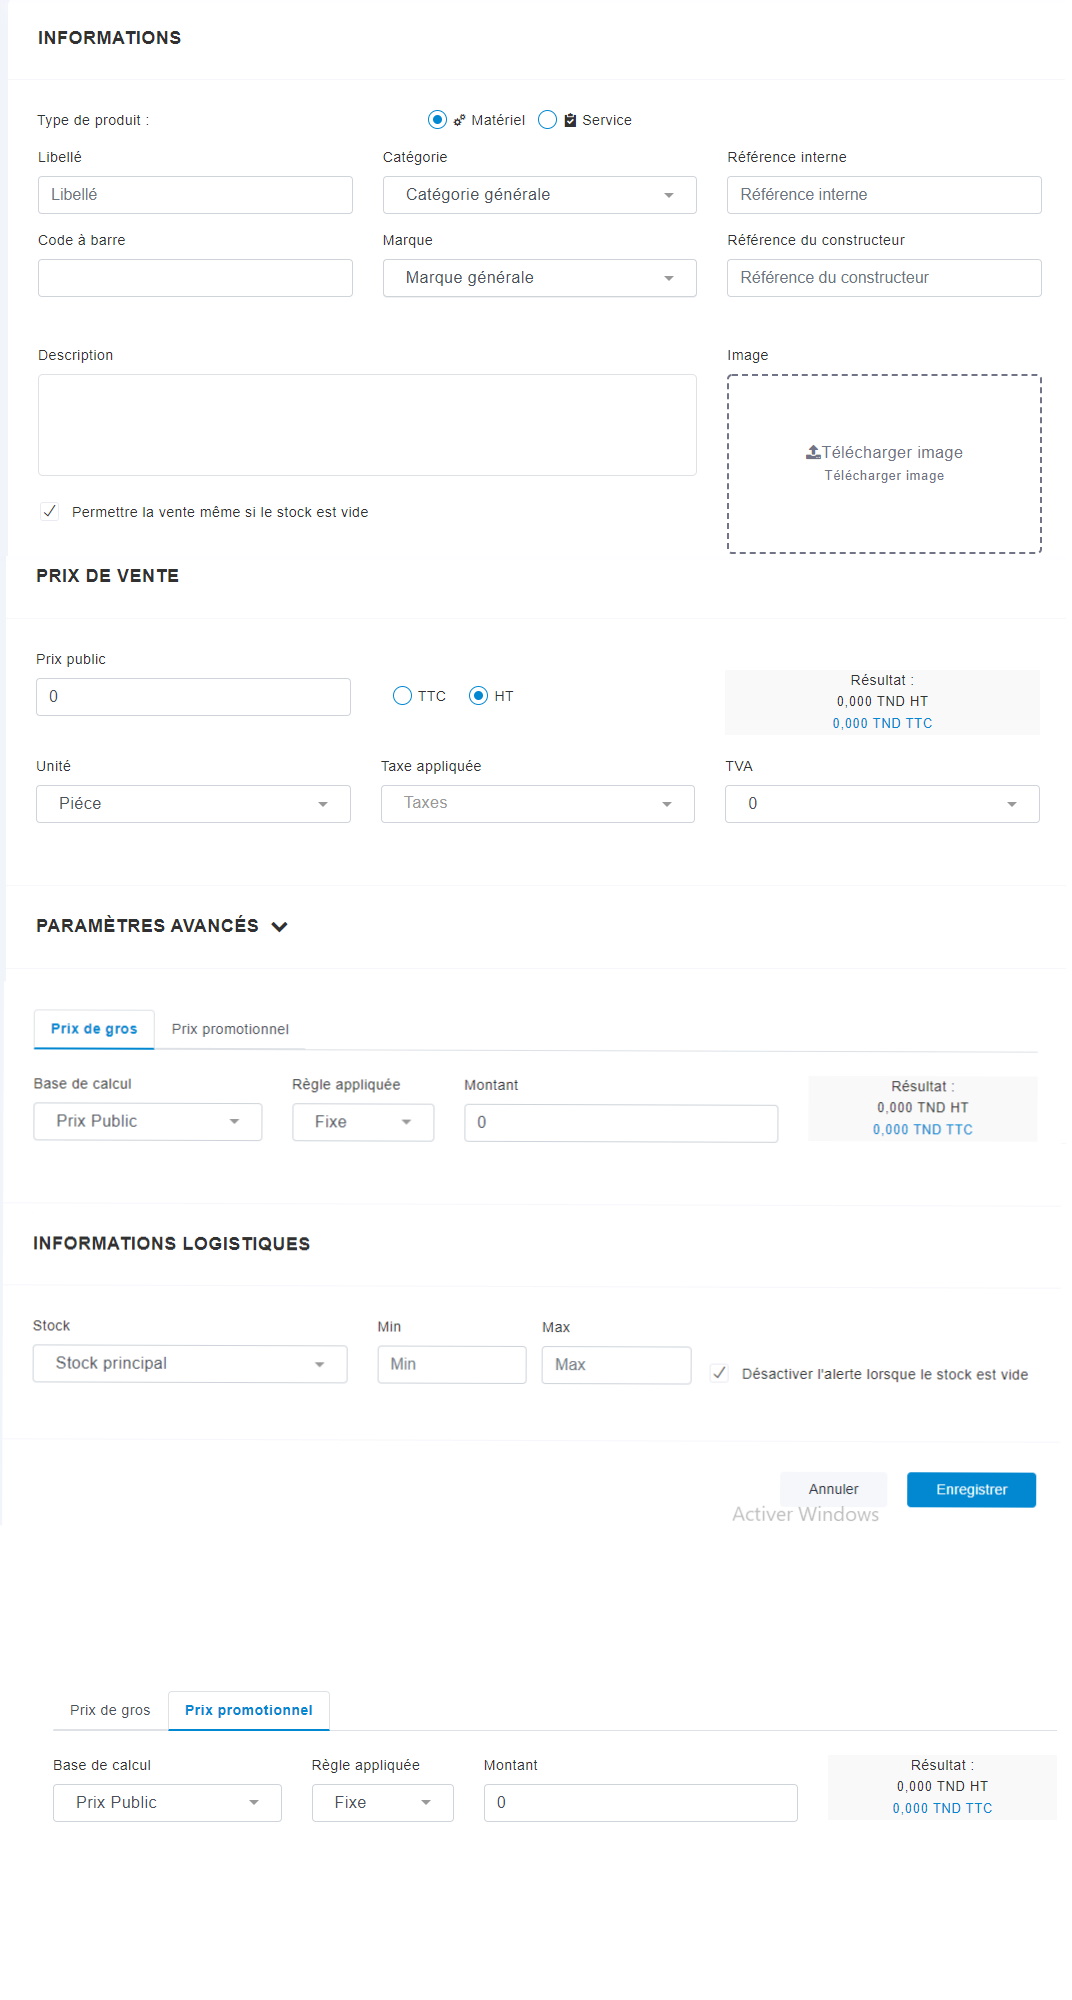 INFORMATIONS
Type de produit :
Matériel
Service
Libellé
Catégorie
Référence interne
Libellé
Catégorie générale
Référence interne
Code à barre
Marque
Référence du constructeur
Marque générale
Référence du constructeur
Description
Image
Télécharger image
Télécharger image
Permettre la vente même si le stock est vide
PRIX DE VENTE
Prix public
0
TTC
HT
Résultat :
0,000 TND HT
0,000 TND TTC
Unité
Taxe appliquée
TVA
Piéce
Taxes
0
PARAMÈTRES AVANCÉS
Prix de gros
Prix promotionnel
Base de calcul
Règle appliquée
Montant
Prix Public
Fixe
0
Résultat :
0,000 TND HT
0,000 TND TTC
INFORMATIONS LOGISTIQUES
Stock
Min
Max
Stock principal
Min
Max
Désactiver l'alerte lorsque le stock est vide
Annuler
Enregistrer
Activer Windows
Prix de gros
Prix promotionnel
Base de calcul
Règle appliquée
Montant
Prix Public
Fixe
0
Résultat :
0,000 TND HT
0,000 TND TTC